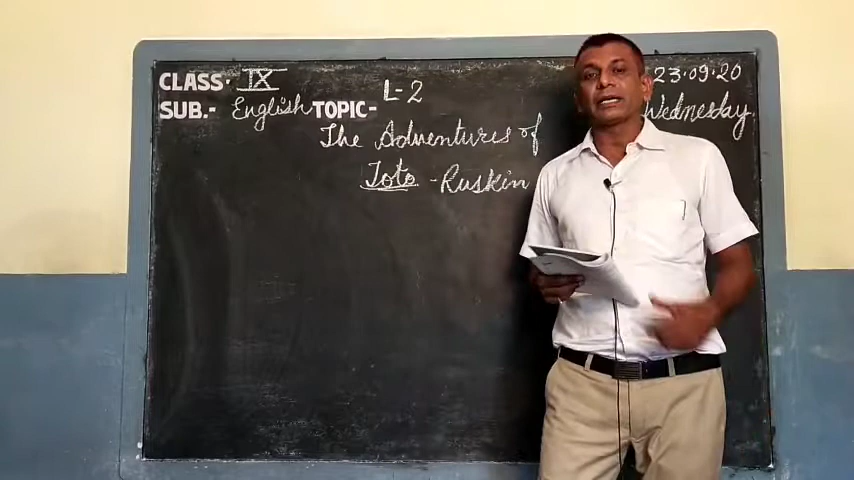 CLASS- IX
23.09.20
SUB.- English TOPIC- L-2
Wednesday
The Adventures of
Toto - Ruskin